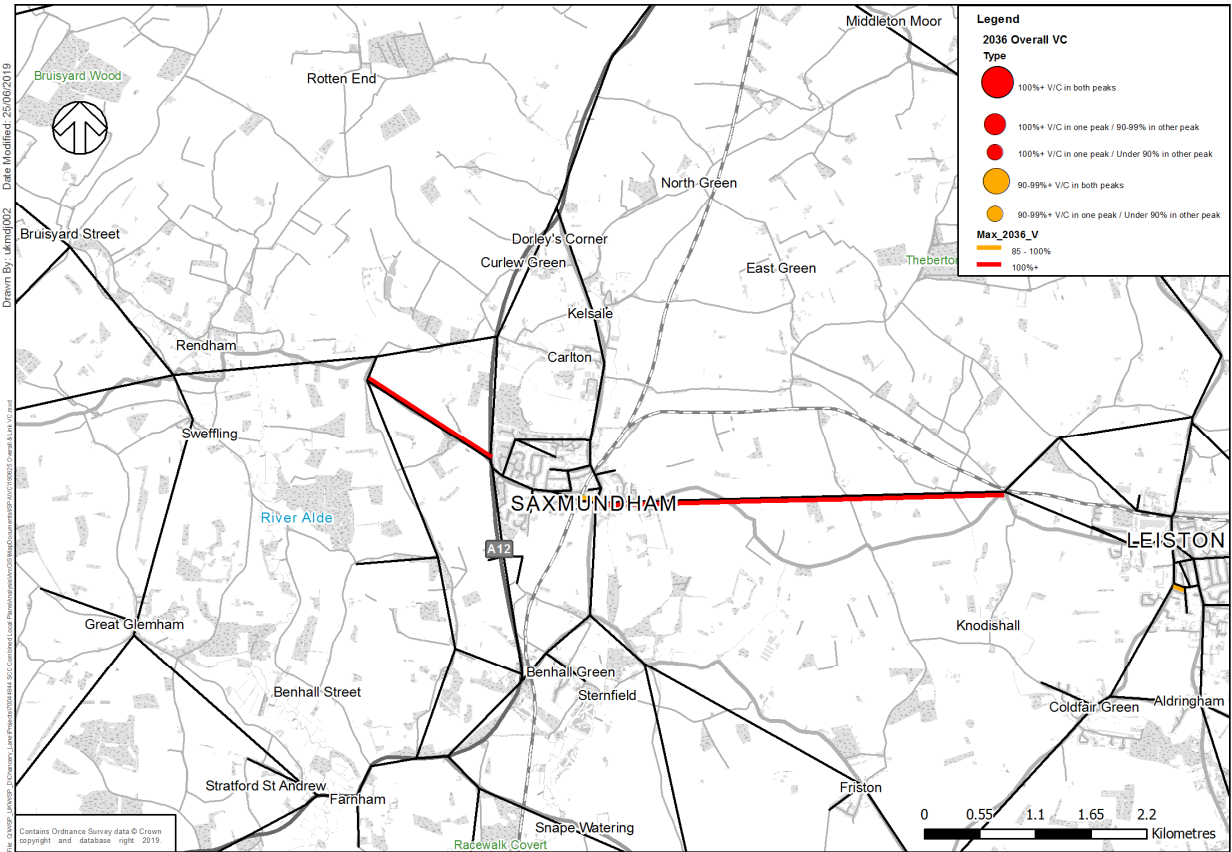 Middleton Moor
Legend
2036 Overall VC
Type
100%+ V/C in both peaks
100%+ V/C in one peak / 90-99% in other peak
100%+ V/C in one peak / Under 90% in other peak
90-99%+ V/C in both peaks
90-99%+ V/C in one peak / Under 90% in other peak
Max_2036_V
85 - 100%
100%+
Bruisyard Wood
Rotten End
North Green
Bruisyard Street
Dorley's Corner
Curlew Green
East Green
Theberton
Kelsale
Rendham
Carlton
Sweffling
SAXMUNDHAM
River Alde
A12
LEISTON
Great Glemham
Knodishall
Benhall Green
Benhall Street
Sternfield
Coldfair Green
Aldringham
Stratford St Andrew
Farnham
Friston
Snape Watering
Racewalk Covert
0 0.55 1.1 1.65 2.2
Kilometres
Contains Ordnance Survey data © Crown
copyright and database right 2019.
Drawn By: ukmdj002 Date Modified: 25/06/2019